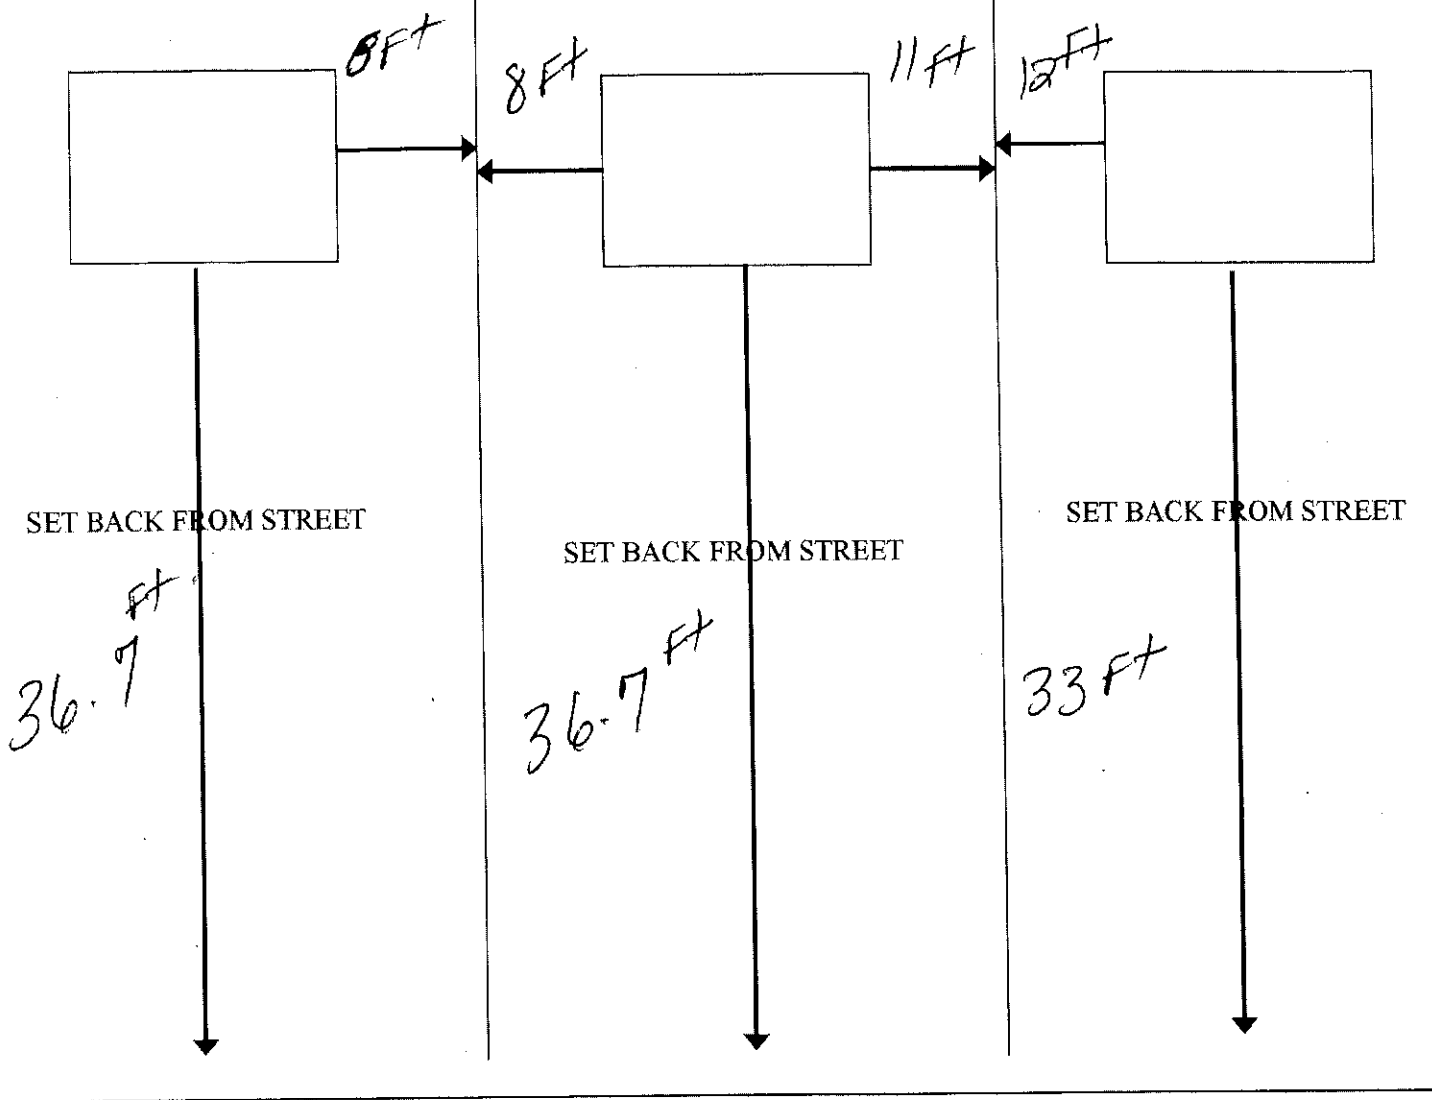 8Ft
8Ft
11Ft
12Ft
SET BACK FROM STREET
SET BACK FROM STREET
SET BACK FROM STREET
36.7 Ft.
36.7 Ft
33 Ft